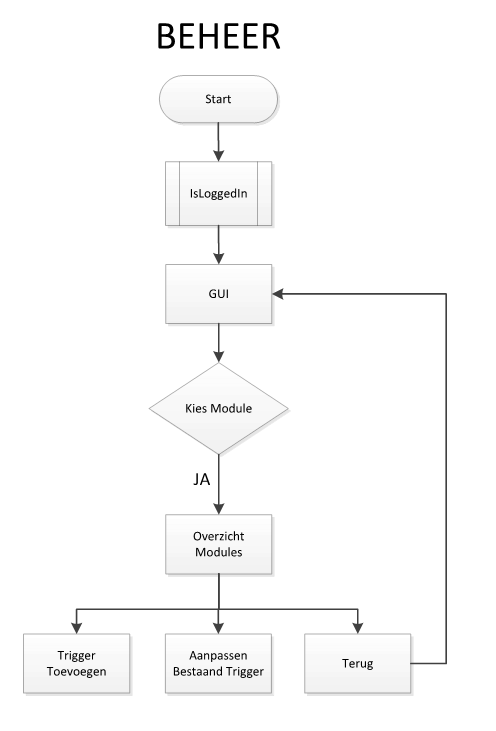 BEHEER
Start
IsLoggedIn
GUI
Kies Module
JA
Overzicht
Modules
Trigger
Toevoegen
Aanpassen
Bestaand Trigger
Terug